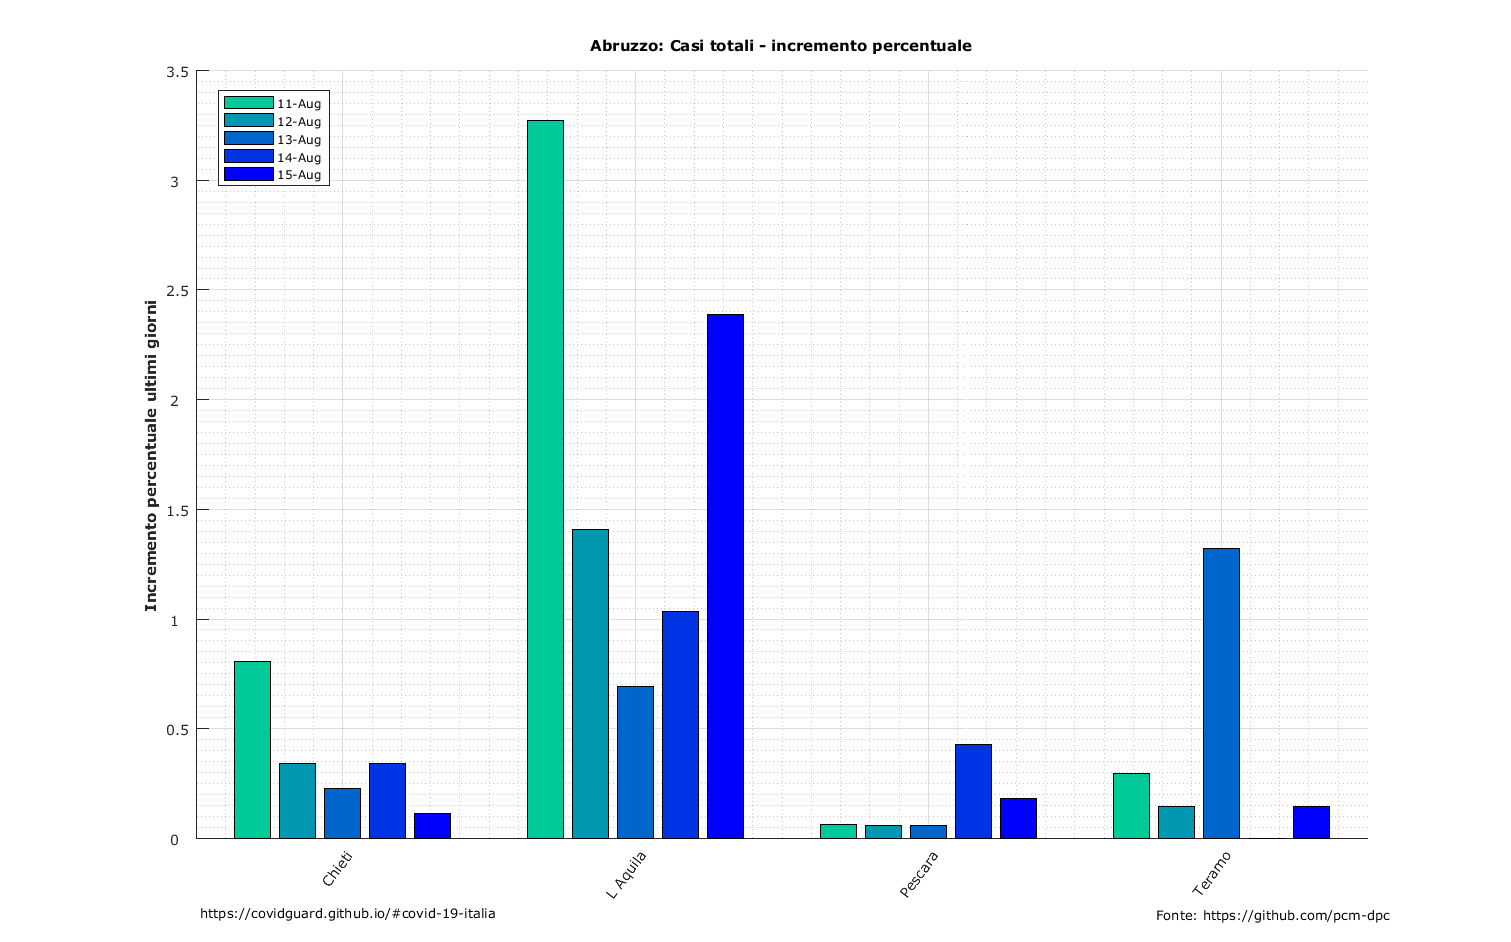 Abruzzo: Casi totali - incremento percentuale
3.5
3
2.5
2
1.5
1
0.5
0
Incremento percentuale ultimi giorni
11-Aug
12-Aug
13-Aug
14-Aug
15-Aug
Chieti
L Aquila
Pescara
Teramo
https://covidguard.github.io/#covid-19-italia
Fonte: https://github.com/pcm-dpc